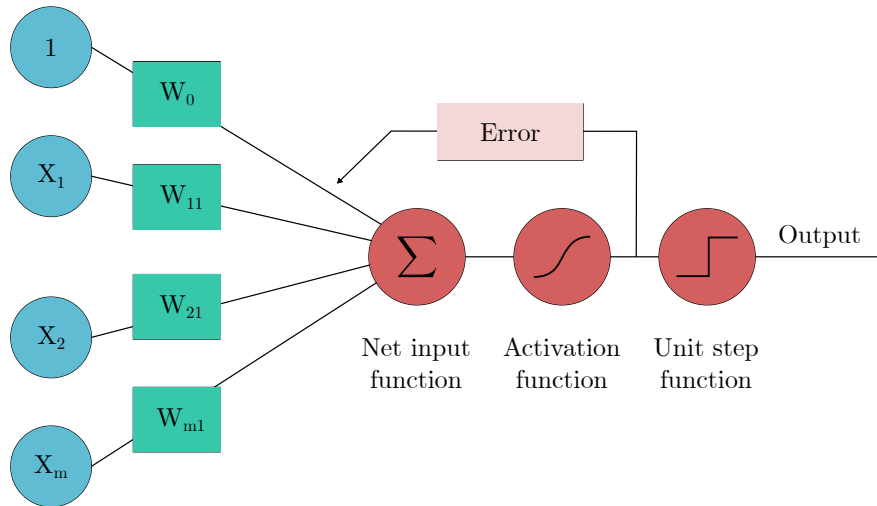 1
W₀
Error
X₁
W₁₁
Output
∑
W₂₁
X₂
Net input
function
Activation
function
Unit step
function
Wₘ₁
Xₘ